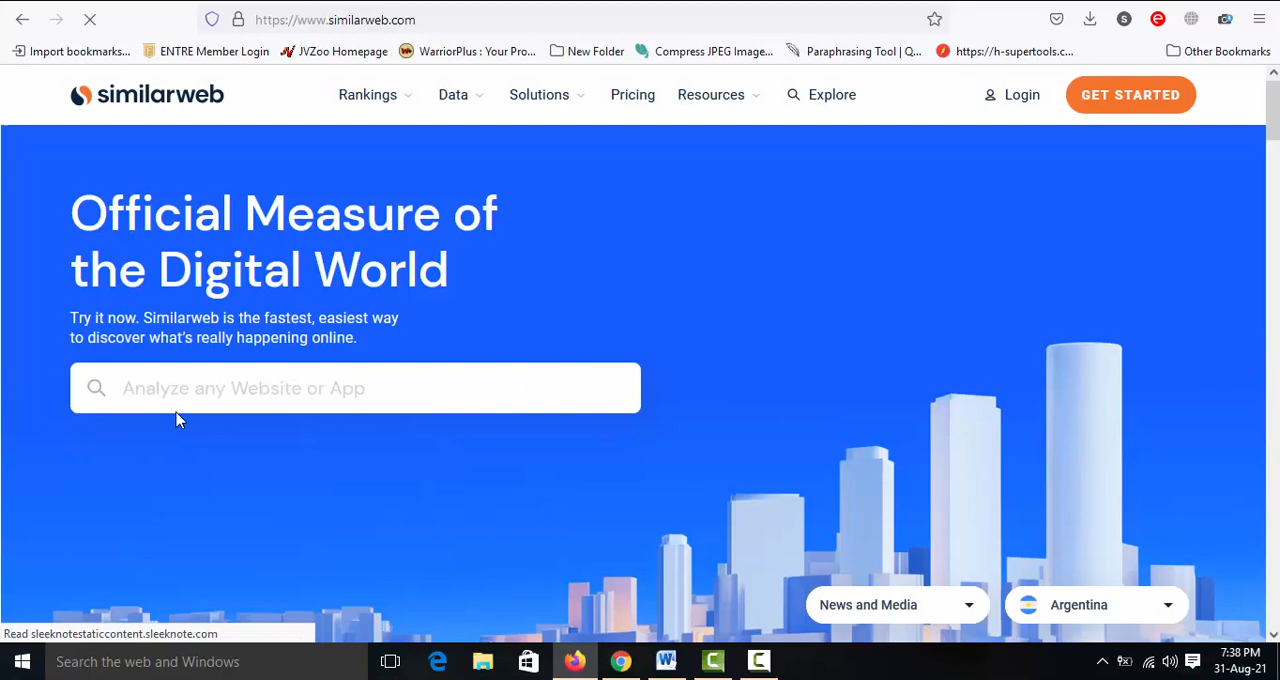 https://www.similarweb.com
Import bookmarks...
ENTRE Member Login
JVZoo Homepage
WarriorPlus : Your Pro...
New Folder
Compress JPEG Image...
Paraphrasing Tool | Q...
https://h-supertools.c...
Other Bookmarks
similarweb
Rankings
Data
Solutions
Pricing
Resources
Explore
Login
GET STARTED
Official Measure of
the Digital World
Try it now. Similarweb is the fastest, easiest way
to discover what's really happening online.
Analyze any Website or App
News and Media
Argentina
Read sleeknotestaticcontent.sleeknote.com
Search the web and Windows
7:38 PM
31-Aug-21